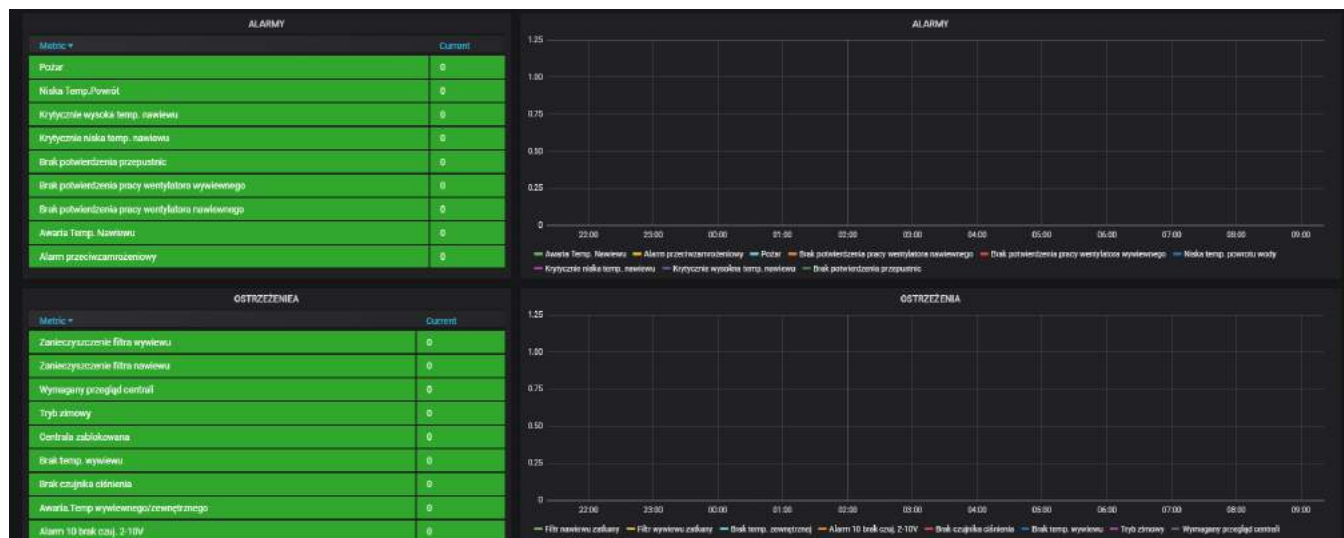 ALARMY
Metric Current
Pożar 0
Niska Temp.Powrót 0
Krytycznie wysoka temp. nawiewu 0
Krytycznie niska temp. nawiewu 0
Brak potwierdzenia przepustnic 0
Brak potwierdzenia pracy wentylatora wywiewnego 0
Brak potwierdzenia pracy wentylatora nawiewnego 0
Awaria Temp. Nawiewu 0
Alarm przeciwzamrożeniowy 0
ALARMY
1.25
1.00
0.75
0.50
0.25
0
22:00 23:00 00:00 01:00 02:00 03:00 04:00 05:00 06:00 07:00 08:00 09:00
Awaria Temp. Nawiewu Alarm przeciwzamrożeniowy Pożar Brak potwierdzenia pracy wentylatora nawiewnego Brak potwierdzenia pracy wentylatora wywiewnego Niska temp. powrotu wody
Krytycznie niska temp. nawiewu Krytycznie wysokna temp. nawiewu Brak potwierdzenia przepustnic
OSTRZEŻENIEA
Metric Current
Zanieczyszczenie filtra wywiewu 0
Zanieczyszczenie filtra nawiewu 0
Wymagany przegląd centrali 0
Tryb zimowy 0
Centrala zablokowana 0
Brak temp. wywiewu 0
Brak czujnika ciśnienia 0
Awaria.Temp wywiewnego/zewnętrznego 0
Alarm 10 brak czuj. 2-10V 0
OSTRZEŻENIA
1.25
1.00
0.75
0.50
0.25
0
22:00 23:00 00:00 01:00 02:00 03:00 04:00 05:00 06:00 07:00 08:00 09:00
Filtr nawiewu zatkany Filtr wywiewu zatkany Brak temp. zewnętrznej Alarm 10 brak czuj. 2-10V Brak czujnika ciśnienia Brak temp. wywiewu Tryb zimowy Wymagany przegląd centrali